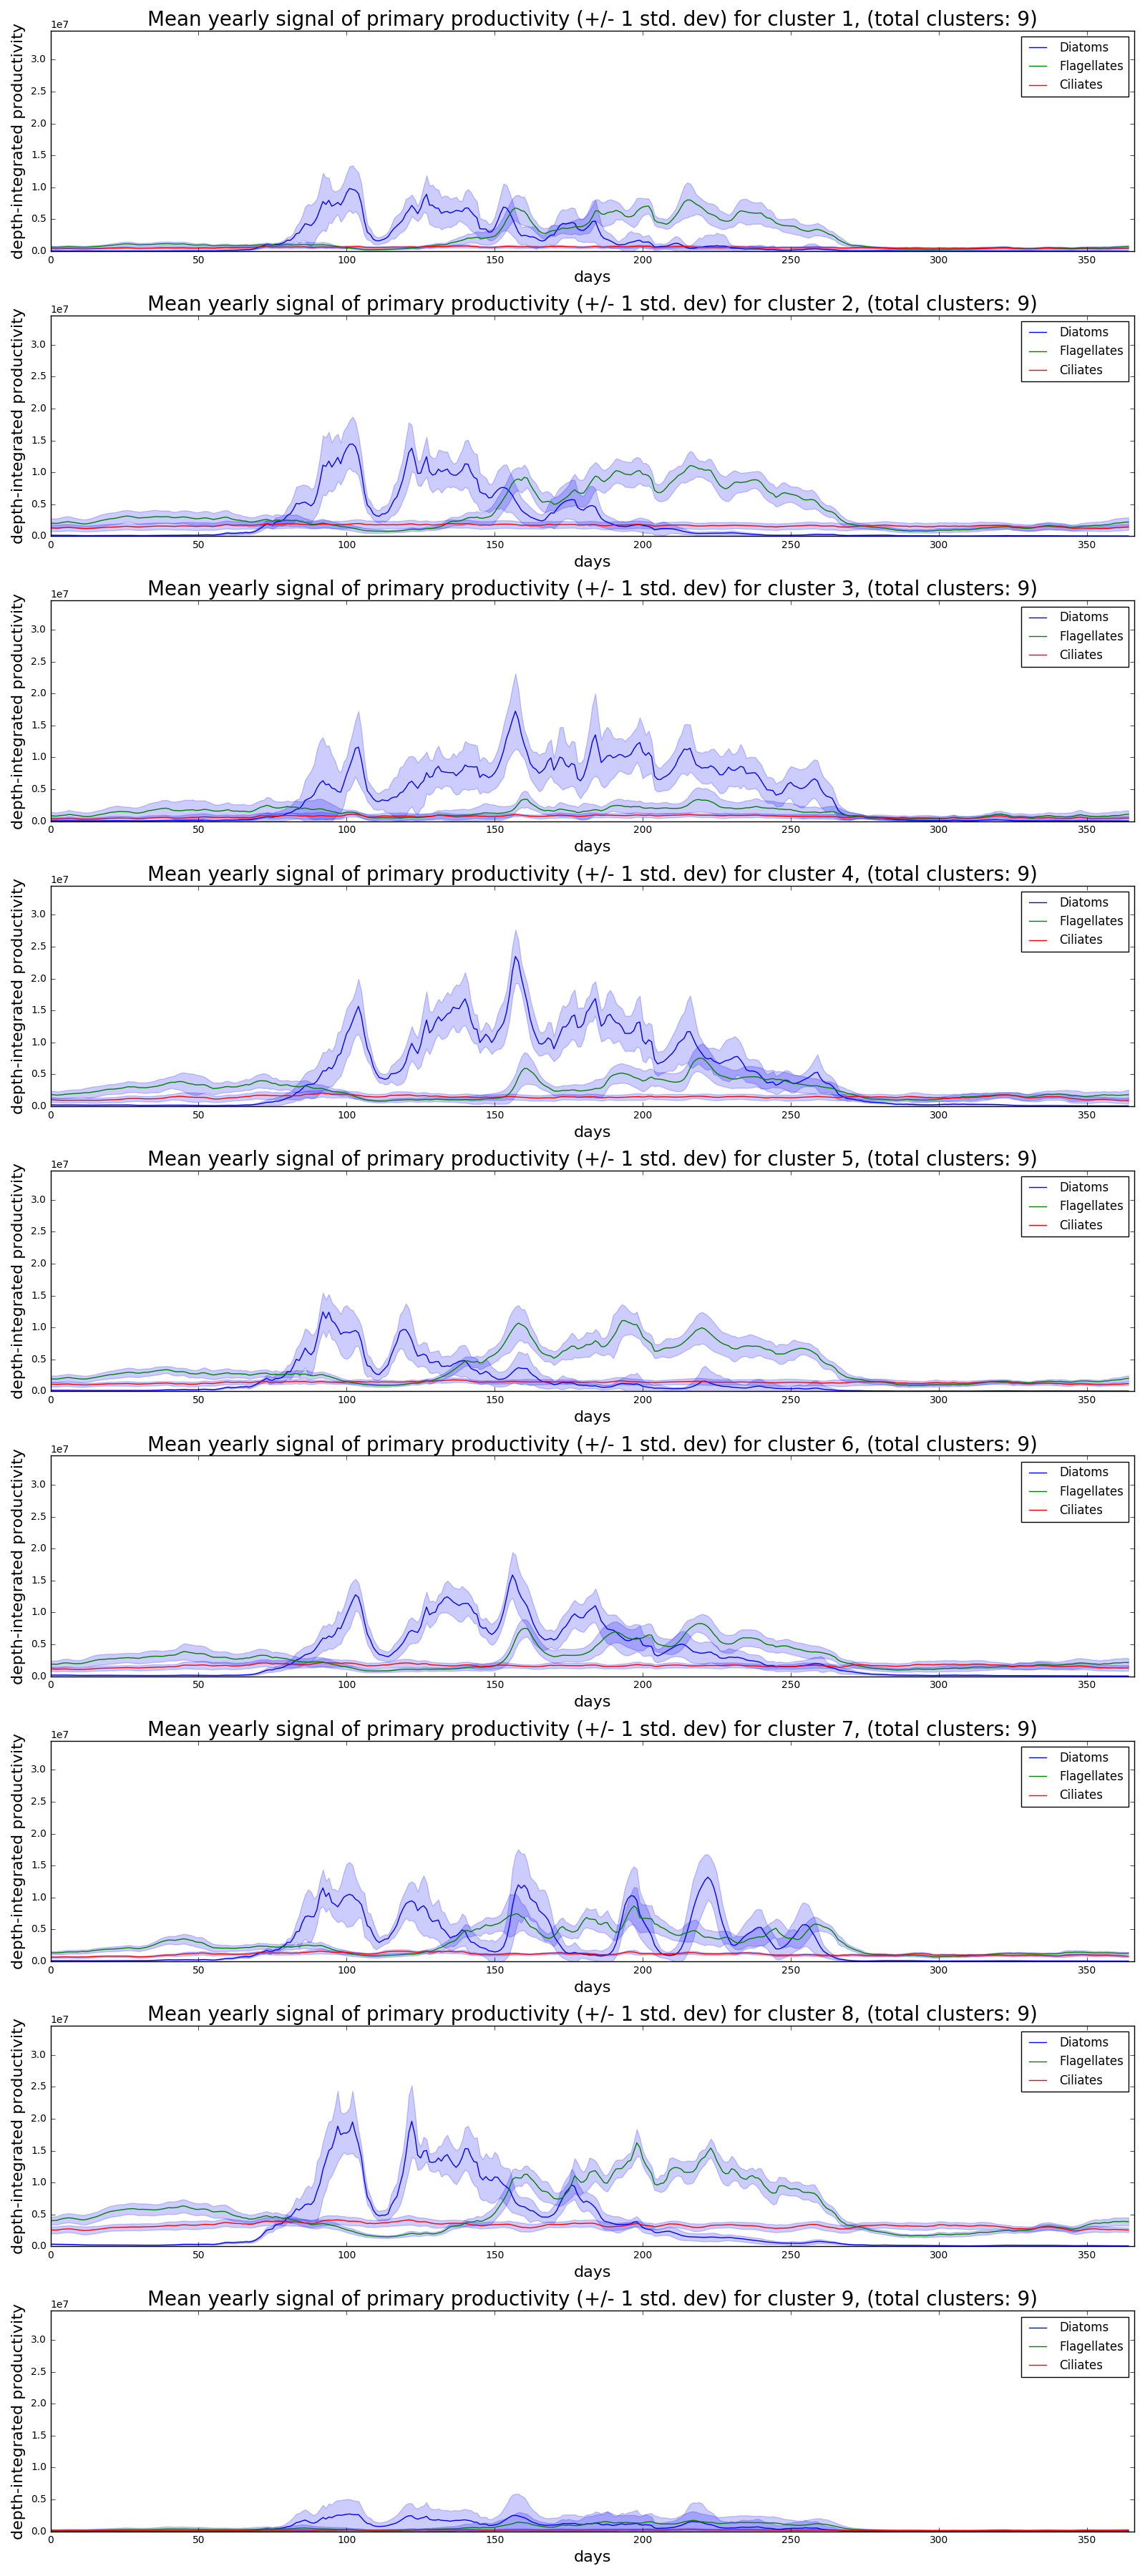 Mean yearly signal of primary productivity (+/- 1 std. dev) for cluster 1, (total clusters: 9)
1e7
depth-integrated productivity
3.0
2.5
2.0
1.5
1.0
0.5
0.0
Diatoms
Flagellates
Ciliates
0 50 100 150 200 250 300 350
days
Mean yearly signal of primary productivity (+/- 1 std. dev) for cluster 2, (total clusters: 9)
1e7
depth-integrated productivity
3.0
2.5
2.0
1.5
1.0
0.5
0.0
Diatoms
Flagellates
Ciliates
0 50 100 150 200 250 300 350
days
Mean yearly signal of primary productivity (+/- 1 std. dev) for cluster 3, (total clusters: 9)
1e7
depth-integrated productivity
3.0
2.5
2.0
1.5
1.0
0.5
0.0
Diatoms
Flagellates
Ciliates
0 50 100 150 200 250 300 350
days
Mean yearly signal of primary productivity (+/- 1 std. dev) for cluster 4, (total clusters: 9)
1e7
depth-integrated productivity
3.0
2.5
2.0
1.5
1.0
0.5
0.0
Diatoms
Flagellates
Ciliates
0 50 100 150 200 250 300 350
days
Mean yearly signal of primary productivity (+/- 1 std. dev) for cluster 5, (total clusters: 9)
1e7
depth-integrated productivity
3.0
2.5
2.0
1.5
1.0
0.5
0.0
Diatoms
Flagellates
Ciliates
0 50 100 150 200 250 300 350
days
Mean yearly signal of primary productivity (+/- 1 std. dev) for cluster 6, (total clusters: 9)
1e7
depth-integrated productivity
3.0
2.5
2.0
1.5
1.0
0.5
0.0
Diatoms
Flagellates
Ciliates
0 50 100 150 200 250 300 350
days
Mean yearly signal of primary productivity (+/- 1 std. dev) for cluster 7, (total clusters: 9)
1e7
depth-integrated productivity
3.0
2.5
2.0
1.5
1.0
0.5
0.0
Diatoms
Flagellates
Ciliates
0 50 100 150 200 250 300 350
days
Mean yearly signal of primary productivity (+/- 1 std. dev) for cluster 8, (total clusters: 9)
1e7
depth-integrated productivity
3.0
2.5
2.0
1.5
1.0
0.5
0.0
Diatoms
Flagellates
Ciliates
0 50 100 150 200 250 300 350
days
Mean yearly signal of primary productivity (+/- 1 std. dev) for cluster 9, (total clusters: 9)
1e7
depth-integrated productivity
3.0
2.5
2.0
1.5
1.0
0.5
0.0
Diatoms
Flagellates
Ciliates
0 50 100 150 200 250 300 350
days